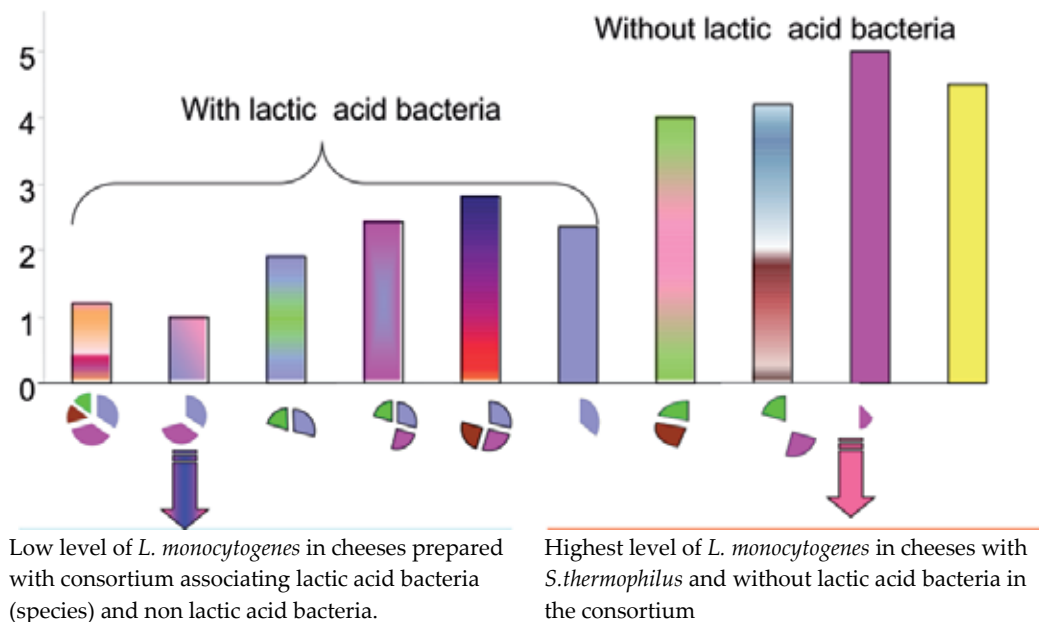 Without lactic acid bacteria
With lactic acid bacteria
5
4
3
2
1
0
Low level of L. monocytogenes in cheeses prepared
with consortium associating lactic acid bacteria
(species) and non lactic acid bacteria.
Highest level of L. monocytogenes in cheeses with
S.thermophilus and without lactic acid bacteria in
the consortium